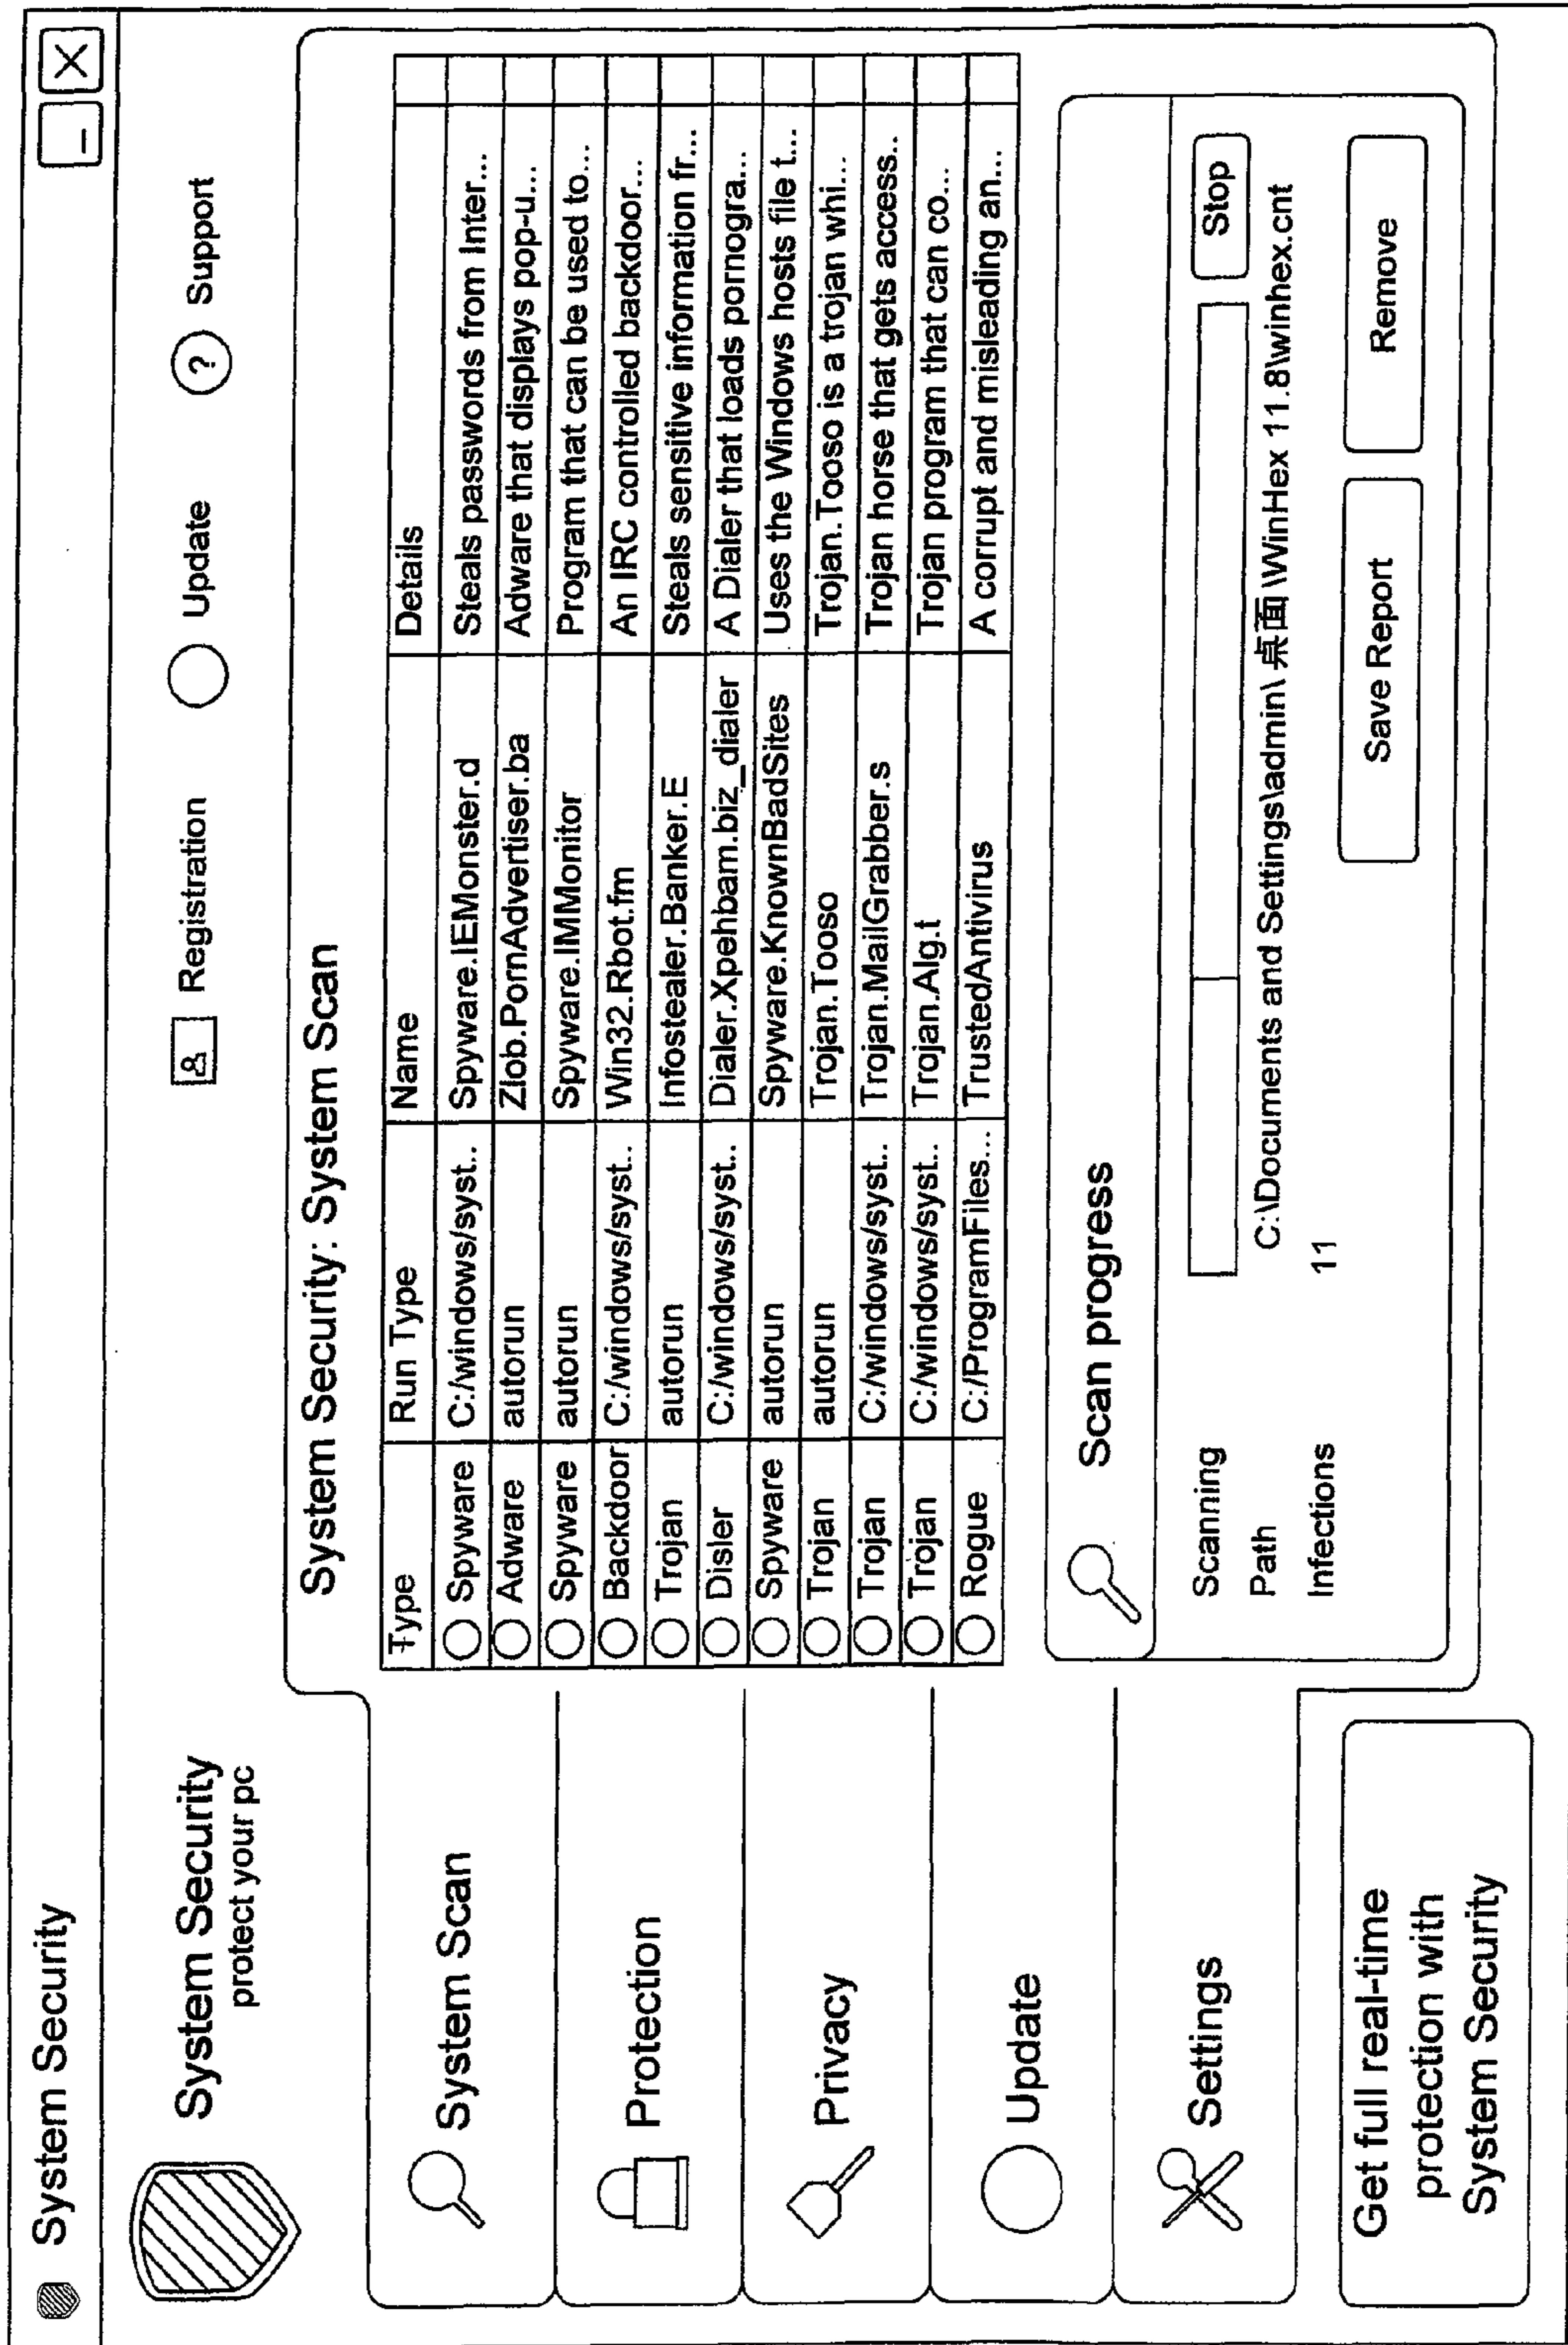 System Security
System Security
protect your pc
Registration
Update
? Support
System Scan
Protection
Privacy
Update
Settings
Get full real-time
protection with
System Security
System Security: System Scan
Type Run Type Name Details
Spyware C:/windows/syst.. Spyware.IEMonster.d Steals passwords from Inter...
Adware autorun Zlob.PornAdvertiser.ba Adware that displays pop-u...
Spyware autorun Spyware.IMMonitor Program that can be used to...
Backdoor C:/windows/syst.. Win32.Rbot.fm An IRC controlled backdoor...
Trojan autorun Infostealer.Banker.E Steals sensitive information fr...
Disler C:/windows/syst.. Dialer.Xpehbam.biz_dialer A Dialer that loads pornogra...
Spyware autorun Spyware.KnownBadSites Uses the Windows hosts file t...
Trojan autorun Trojan.Tooso Trojan.Tooso is a trojan whi...
Trojan C:/windows/syst.. Trojan.MailGrabber.s Trojan horse that gets access..
Trojan C:/windows/syst.. Trojan.Alg.t Trojan program that can co...
Rogue C:/ProgramFiles... TrustedAntivirus A corrupt and misleading an...
Scan progress
Scanning Stop
Path C:\Documents and Settings\admin\ 桌面 \WinHex 11.8\winhex.cnt
Infections 11
Save Report Remove